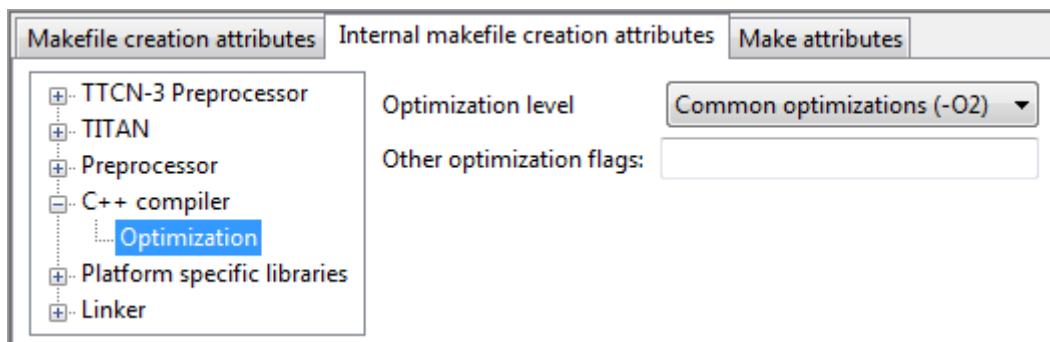 Makefile creation attributes Internal makefile creation attributes Make attributes
TTCN-3 Preprocessor
TITAN
Preprocessor
C++ compiler
Optimization
Platform specific libraries
Linker
Optimization level Common optimizations (-O2)
Other optimization flags: